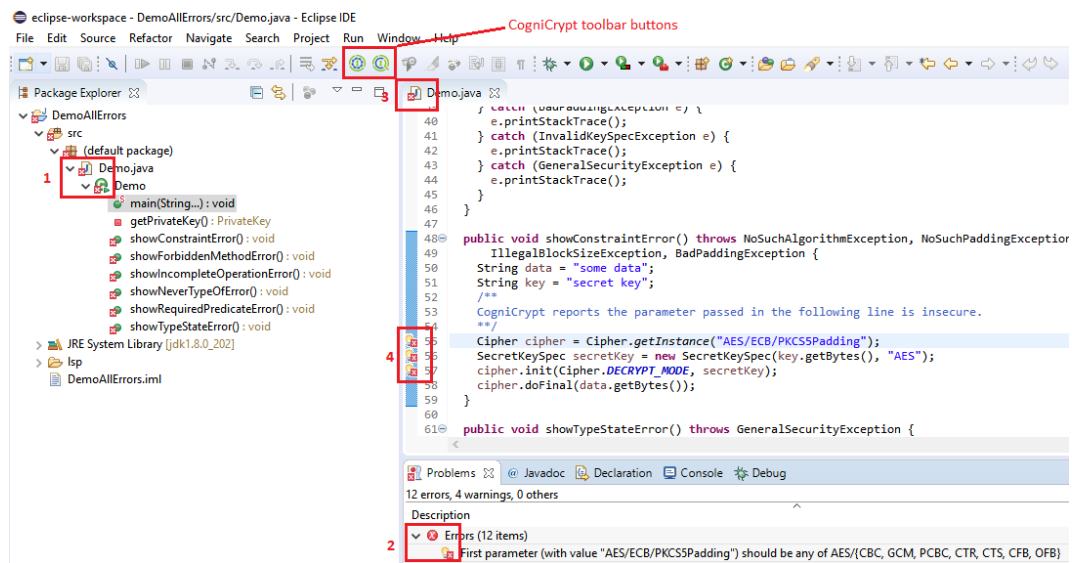 eclipse-workspace - DemoAllErrors/src/Demo.java - Eclipse IDE
CogniCrypt toolbar buttons
File Edit Source Refactor Navigate Search Project Run Window Help
Package Explorer
3
Demo.java
DemoAllErrors
src
(default package)
1
Demo.java
Demo
main(String...) : void
getPrivateKey() : PrivateKey
showConstraintError() : void
showForbiddenMethodError() : void
showIncompleteOperationError() : void
showNeverTypeOfError() : void
showRequiredPredicateError() : void
showTypeStateError() : void
JRE System Library [jdk1.8.0_202]
lsp
DemoAllErrors.iml
39 } catch (BadPaddingException e) {
40 e.printStackTrace();
41 } catch (InvalidKeySpecException e) {
42 e.printStackTrace();
43 } catch (GeneralSecurityException e) {
44 e.printStackTrace();
45 }
46 }
47
48 public void showConstraintError() throws NoSuchAlgorithmException, NoSuchPaddingException
49 IllegalBlockSizeException, BadPaddingException {
50 String data = "some data";
51 String key = "secret key";
52 /**
53 CogniCrypt reports the parameter passed in the following line is insecure.
54 **/
55 Cipher cipher = Cipher.getInstance("AES/ECB/PKCS5Padding");
4
56 SecretKeySpec secretKey = new SecretKeySpec(key.getBytes(), "AES");
57 cipher.init(Cipher.DECRYPT_MODE, secretKey);
58 cipher.doFinal(data.getBytes());
59 }
60
61 public void showTypeStateError() throws GeneralSecurityException {
Problems @ Javadoc Declaration Console Debug
12 errors, 4 warnings, 0 others
Description
2
Errors (12 items)
First parameter (with value "AES/ECB/PKCS5Padding") should be any of AES/{CBC, GCM, PCBC, CTR, CTS, CFB, OFB}